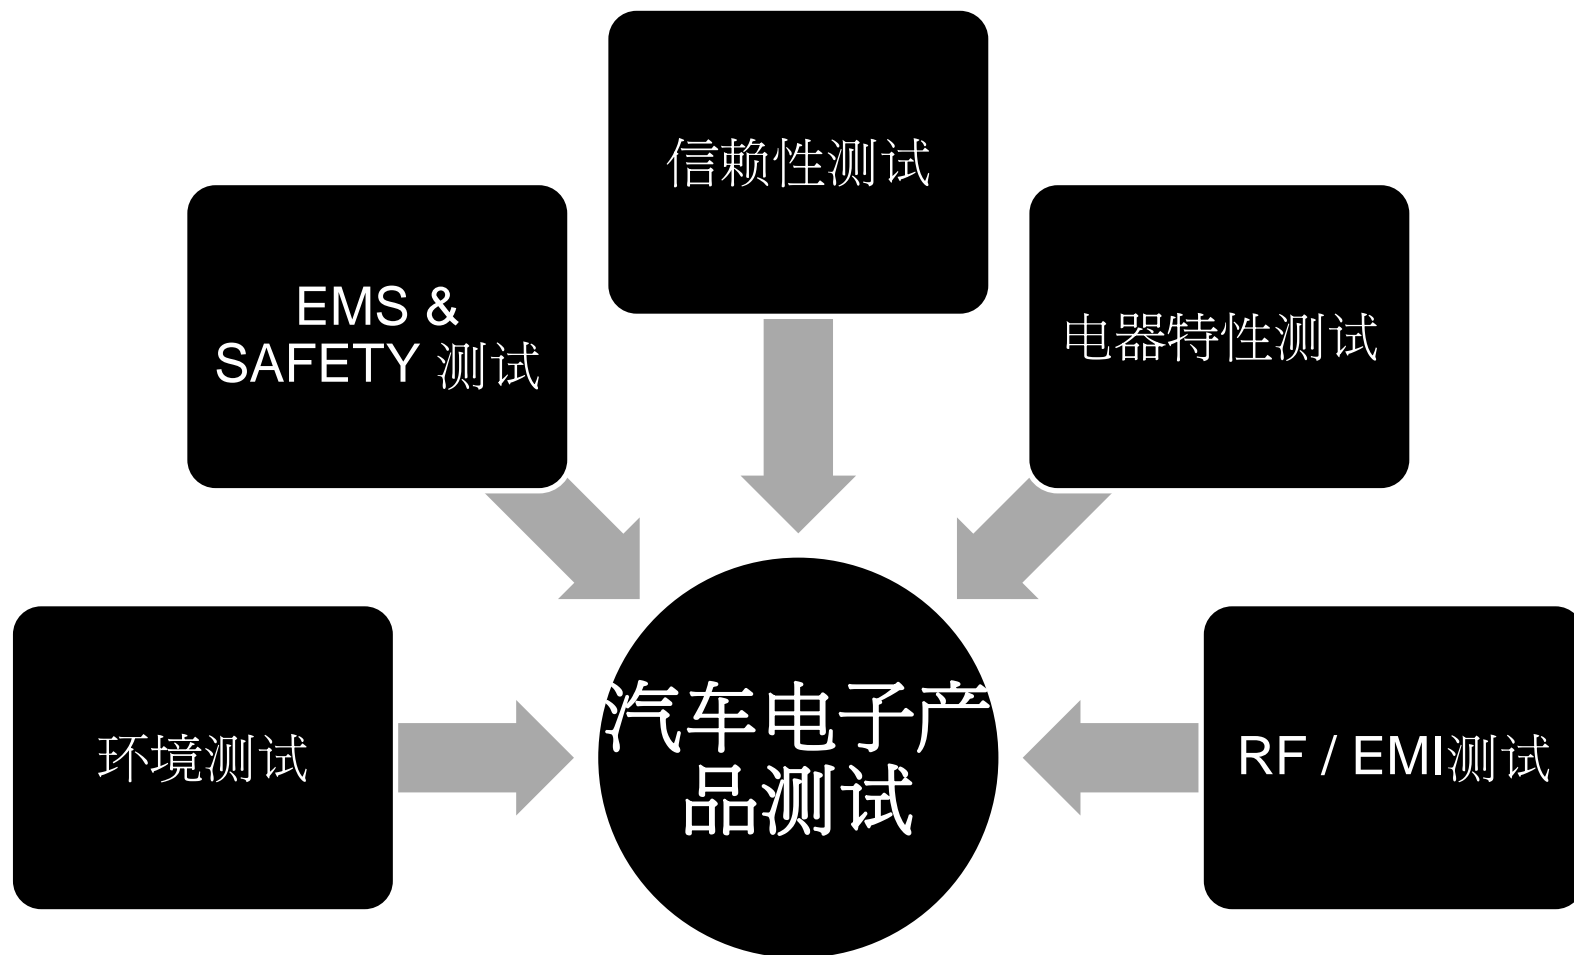 信赖性测试
EMS &
SAFETY 测试
电器特性测试
环境测试
汽车电子产
品测试
RF / EMI测试